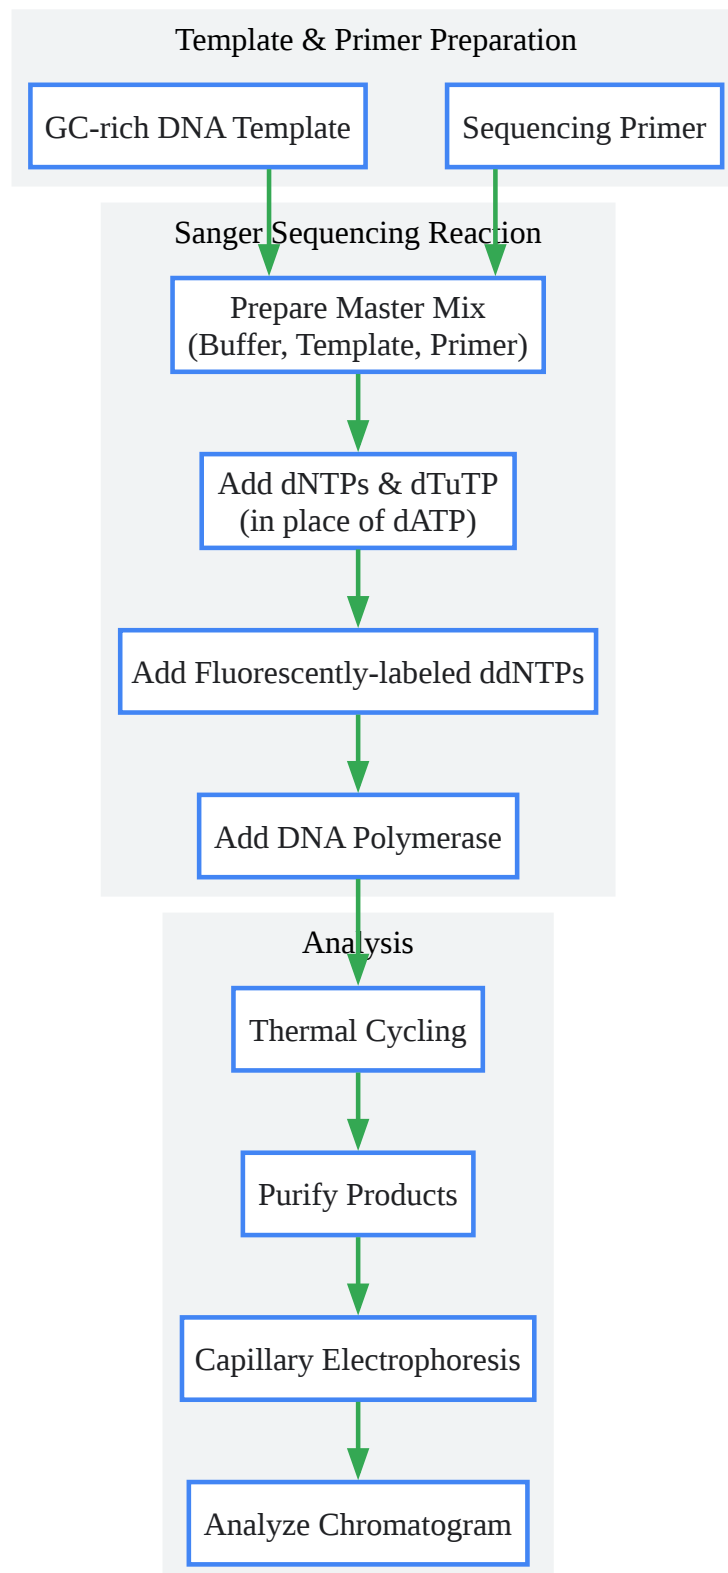 Template & Primer Preparation
GC-rich DNA Template
Sequencing Primer
Sanger Sequencing Reaction
Prepare Master Mix
(Buffer, Template, Primer)
Add dNTPs & dTuTP
(in place of dATP)
Add Fluorescently-labeled ddNTPs
Add DNA Polymerase
Analysis
Thermal Cycling
Purify Products
Capillary Electrophoresis
Analyze Chromatogram